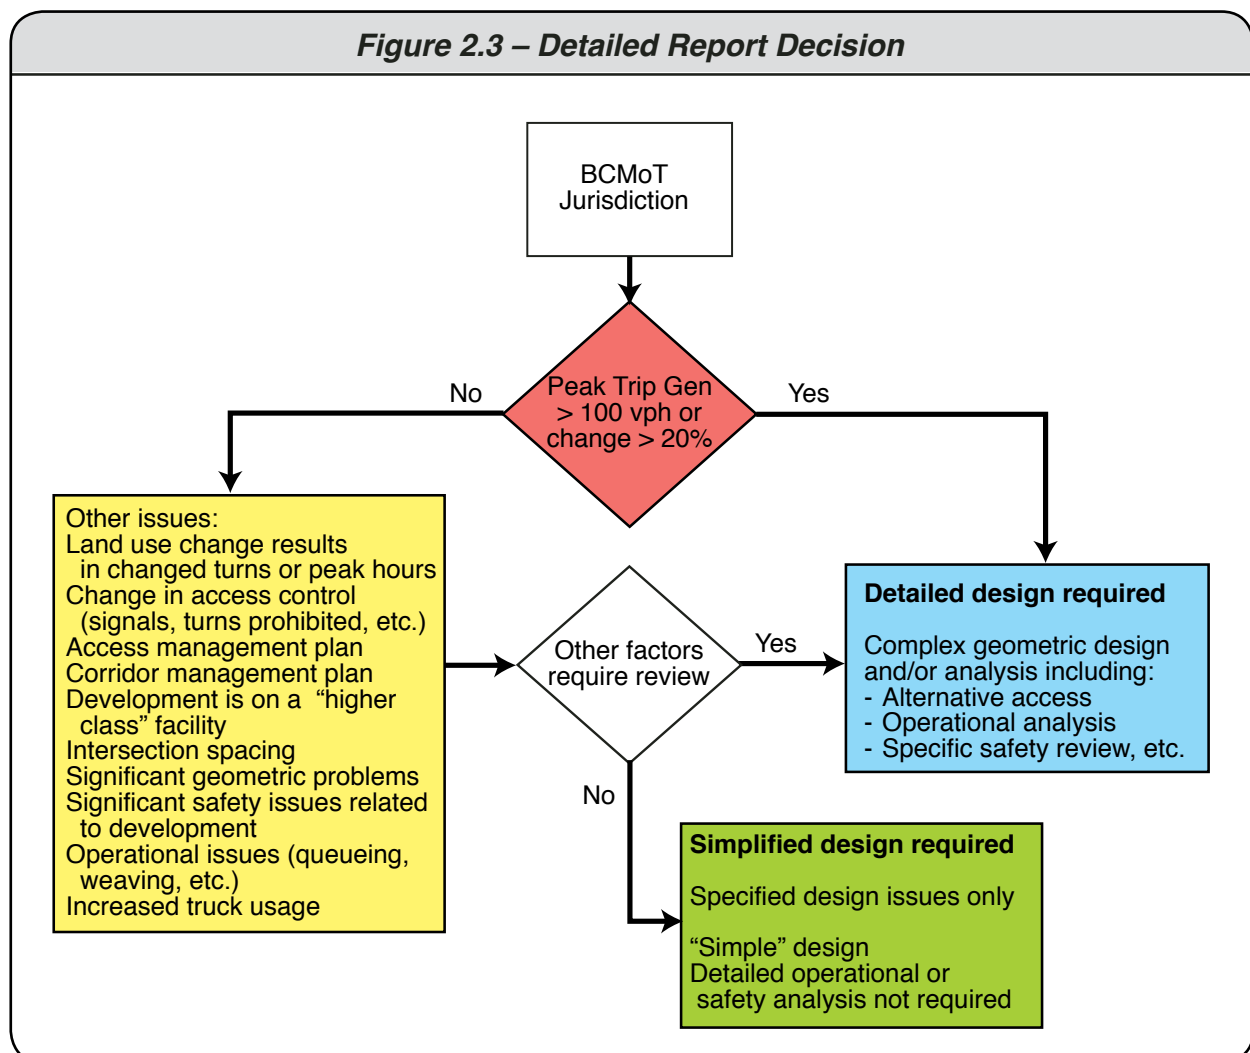 Figure 2.3 – Detailed Report Decision
BCMoT
Jurisdiction
No
Peak Trip Gen
> 100 vph or
change > 20%
Yes
Other issues:
Land use change results
in changed turns or peak hours
Change in access control
(signals, turns prohibited, etc.)
Access management plan
Corridor management plan
Development is on a “higher
class” facility
Intersection spacing
Significant geometric problems
Significant safety issues related
to development
Operational issues (queueing,
weaving, etc.)
Increased truck usage
Other factors
require review
Yes
No
Detailed design required
Complex geometric design
and/or analysis including:
- Alternative access
- Operational analysis
- Specific safety review, etc.
Simplified design required
Specified design issues only
“Simple” design
Detailed operational or
safety analysis not required